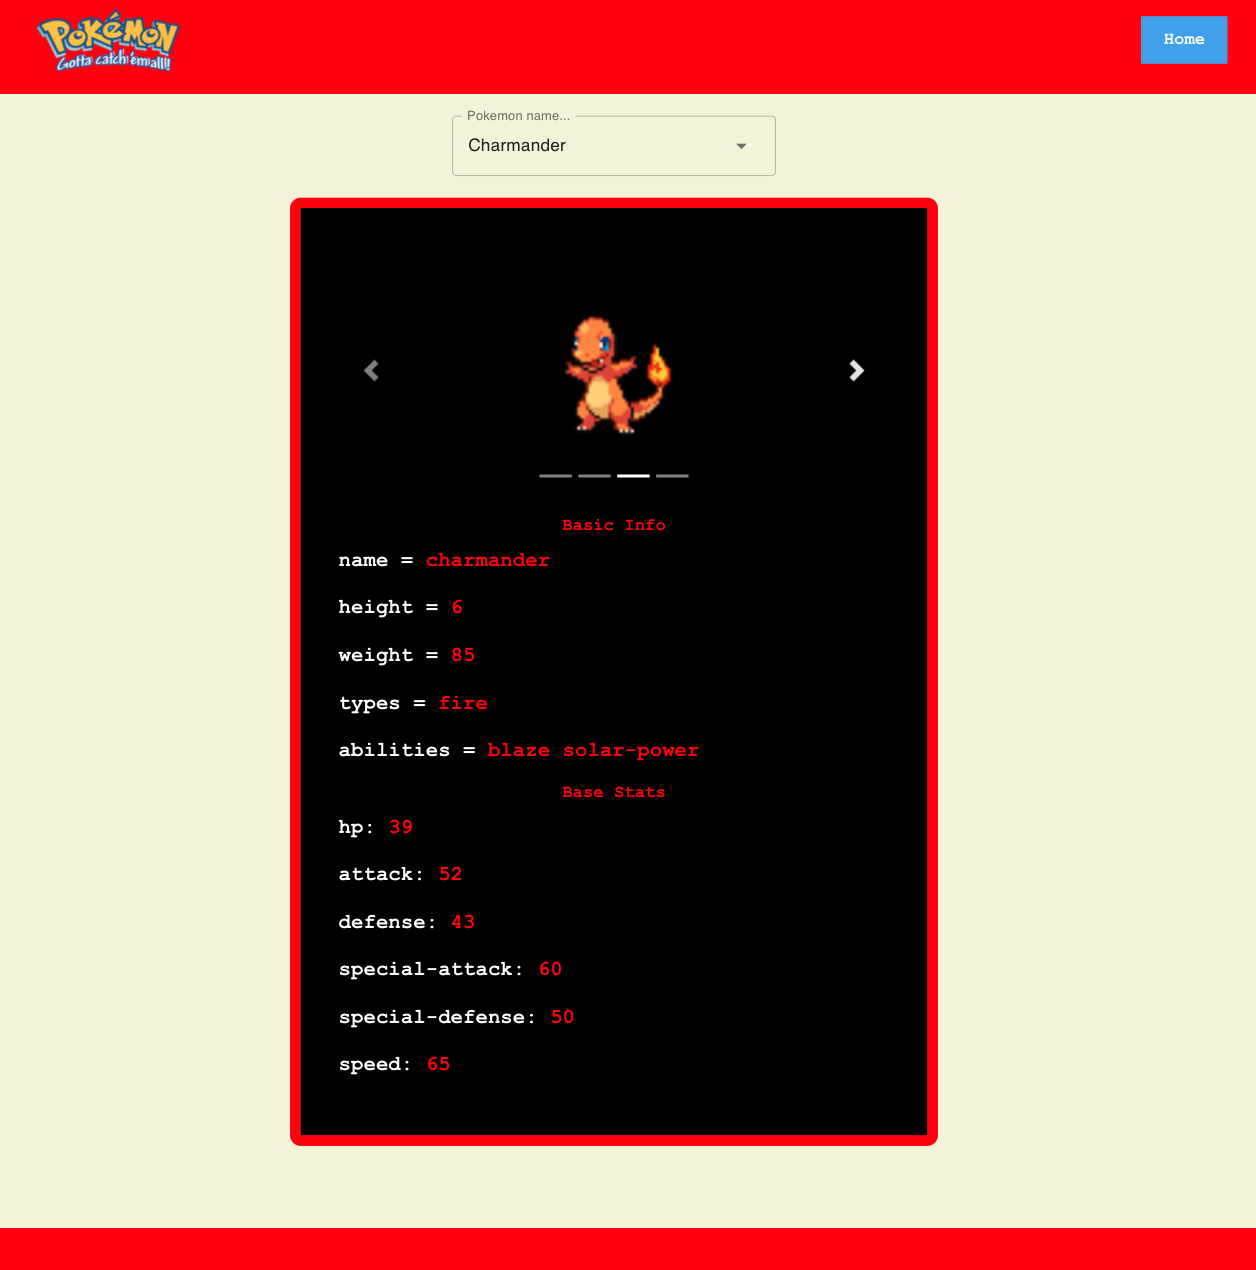 POKéMON
Gotta catch 'em all!!
Home
Pokemon name...
Charmander
Basic Info
name = charmander
height = 6
weight = 85
types = fire
abilities = blaze solar-power
Base Stats
hp: 39
attack: 52
defense: 43
special-attack: 60
special-defense: 50
speed: 65